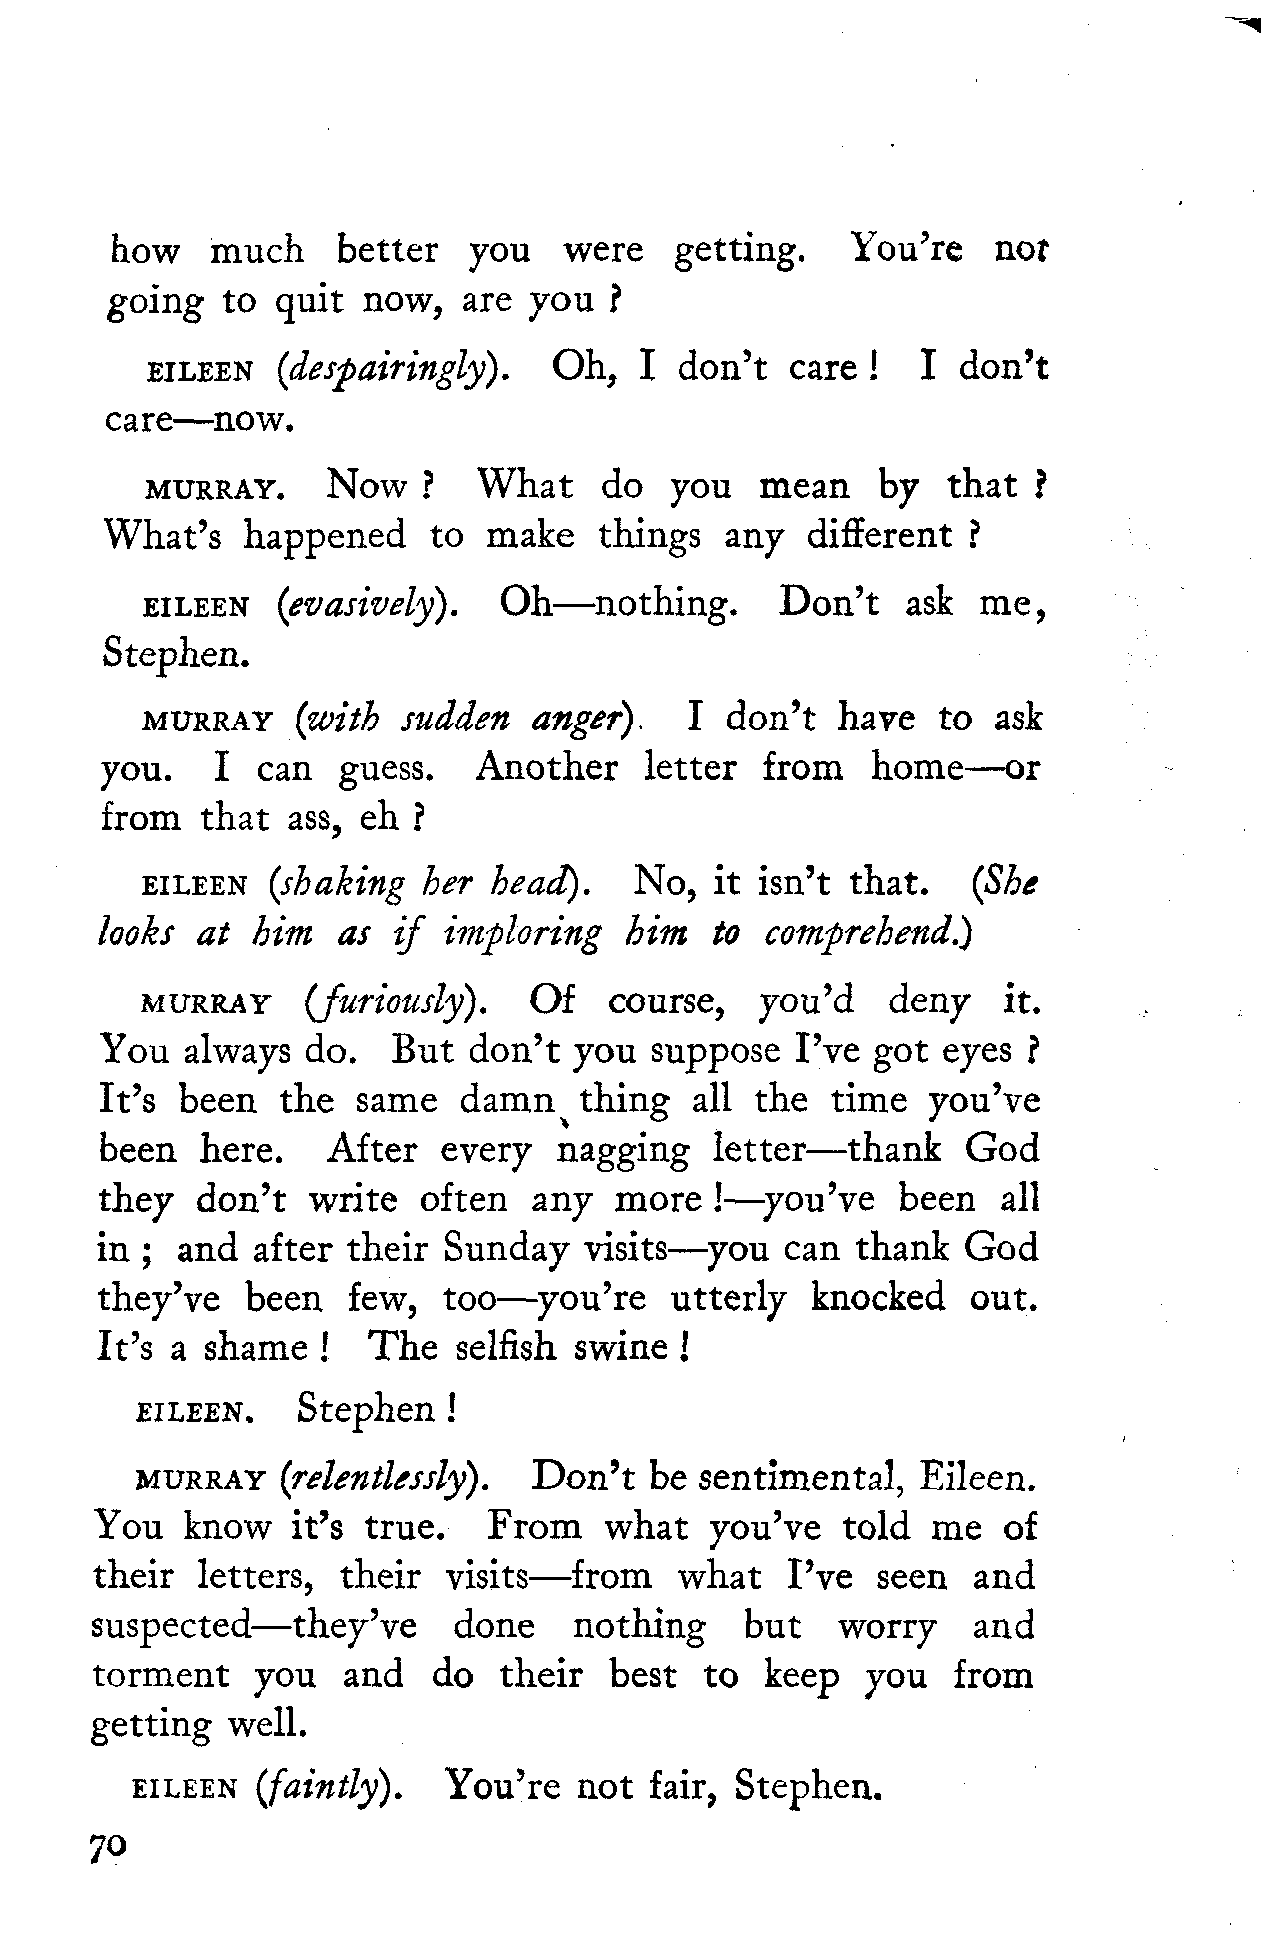 how much better you were getting. You're not
going to quit now, are you ?
EILEEN (despairingly). Oh, I don't care ! I don't
care—now.
MURRAY. Now ? What do you mean by that ?
What's happened to make things any different ?
EILEEN (evasively). Oh—nothing. Don't ask me,
Stephen.
MURRAY (with sudden anger). I don't have to ask
you. I can guess. Another letter from home—or
from that ass, eh ?
EILEEN (shaking her head). No, it isn't that. (She
looks at him as if imploring him to comprehend.)
MURRAY (furiously). Of course, you'd deny it.
You always do. But don't you suppose I've got eyes ?
It's been the same damn thing all the time you've
been here. After every nagging letter—thank God
they don't write often any more !—you've been all
in ; and after their Sunday visits—you can thank God
they've been few, too—you're utterly knocked out.
It's a shame ! The selfish swine !
EILEEN. Stephen !
MURRAY (relentlessly). Don't be sentimental, Eileen.
You know it's true. From what you've told me of
their letters, their visits—from what I've seen and
suspected—they've done nothing but worry and
torment you and do their best to keep you from
getting well.
EILEEN (faintly). You're not fair, Stephen.
70